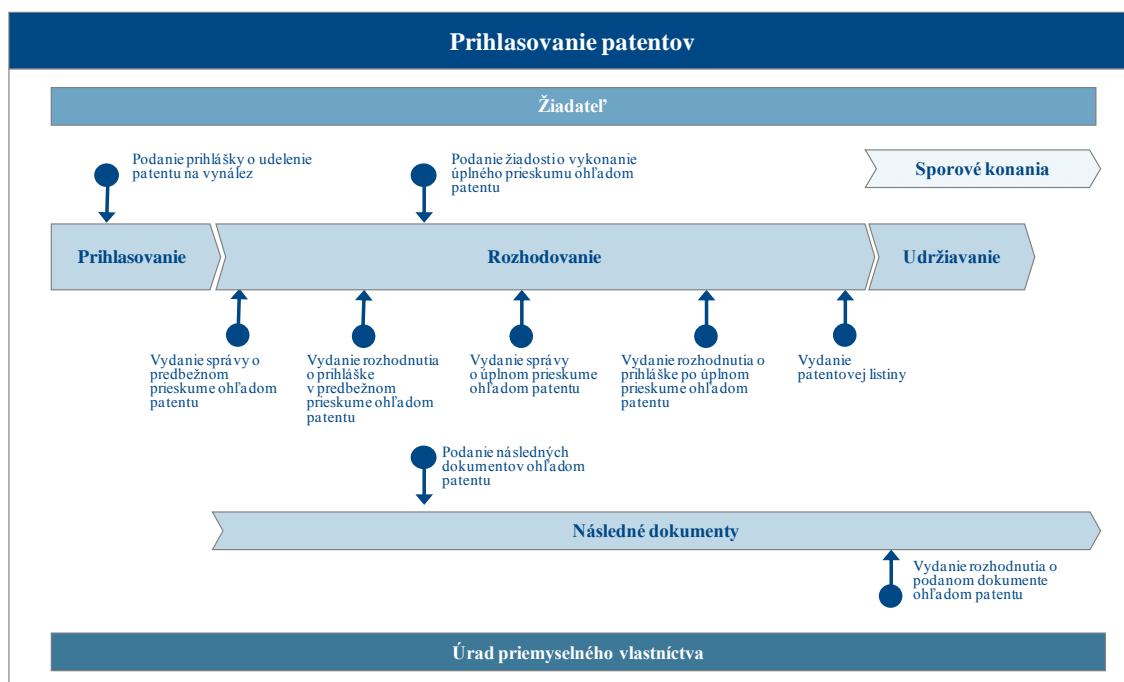 Prihlasovanie patentov
Žiadateľ
Podanie prihlášky o udelenie
patentu na vynález
Podanie žiadosti o vykonanie
úplného prieskumu ohľadom
patentu
Sporové konania
Prihlasovanie
Rozhodovanie
Udržiavanie
Vydanie správy o
predbežnom
prieskume ohľadom
patentu
Vydanie rozhodnutia
o prihláške
v predbežnom
prieskume ohľadom
patentu
Vydanie správy
o úplnom prieskume
ohľadom patentu
Vydanie rozhodnutia o
prihláške po úplnom
prieskume ohľadom
patentu
Vydanie
patentovej listiny
Podanie následných
dokumentov ohľadom
patentu
Následné dokumenty
Vydanie rozhodnutia o
podanom dokumente
ohľadom patentu
Úrad priemyselného vlastníctva